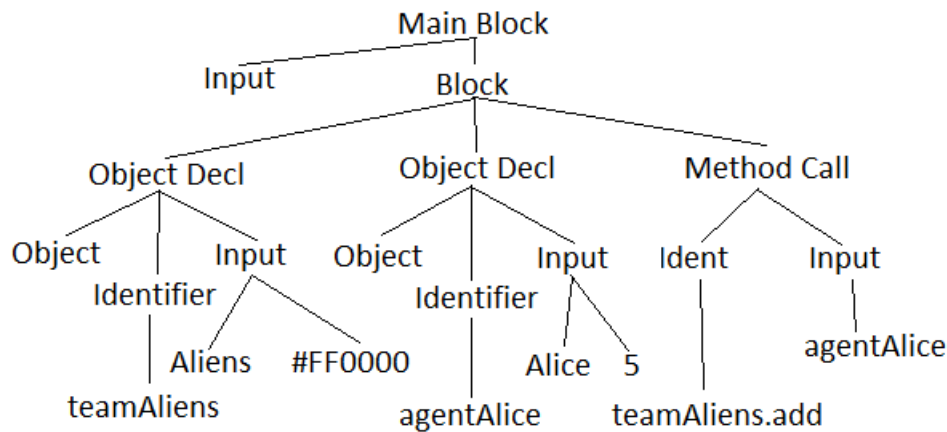 Main Block
Input
Block
Object Decl
Object Decl
Method Call
Object
Input
Object
Input
Ident
Input
Identifier
Identifier
Aliens
#FF0000
Alice
5
agentAlice
teamAliens
agentAlice
teamAliens.add